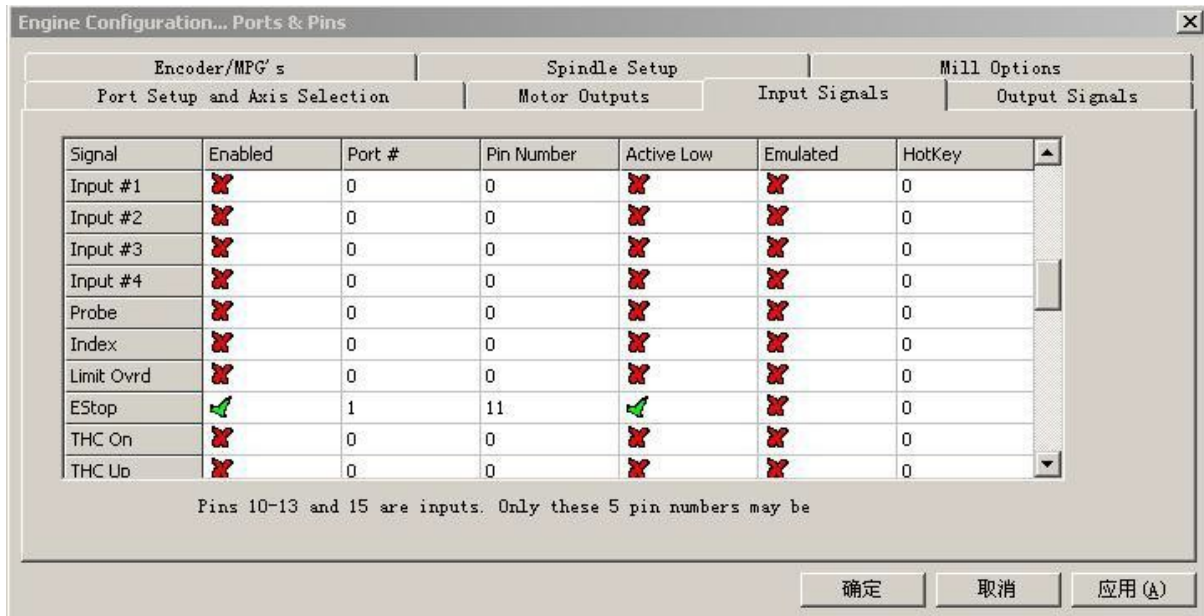 Engine Configuration... Ports & Pins
Encoder/MPG's Spindle Setup Mill Options
Port Setup and Axis Selection Motor Outputs Input Signals Output Signals
Signal Enabled Port # Pin Number Active Low Emulated HotKey
Input #1 0 0 0
Input #2 0 0 0
Input #3 0 0 0
Input #4 0 0 0
Probe 0 0 0
Index 0 0 0
Limit Ovrd 0 0 0
EStop 1 11 0
THC On 0 0 0
THC Up 0 0 0
Pins 10-13 and 15 are inputs. Only these 5 pin numbers may be
确定 取消 应用(A)